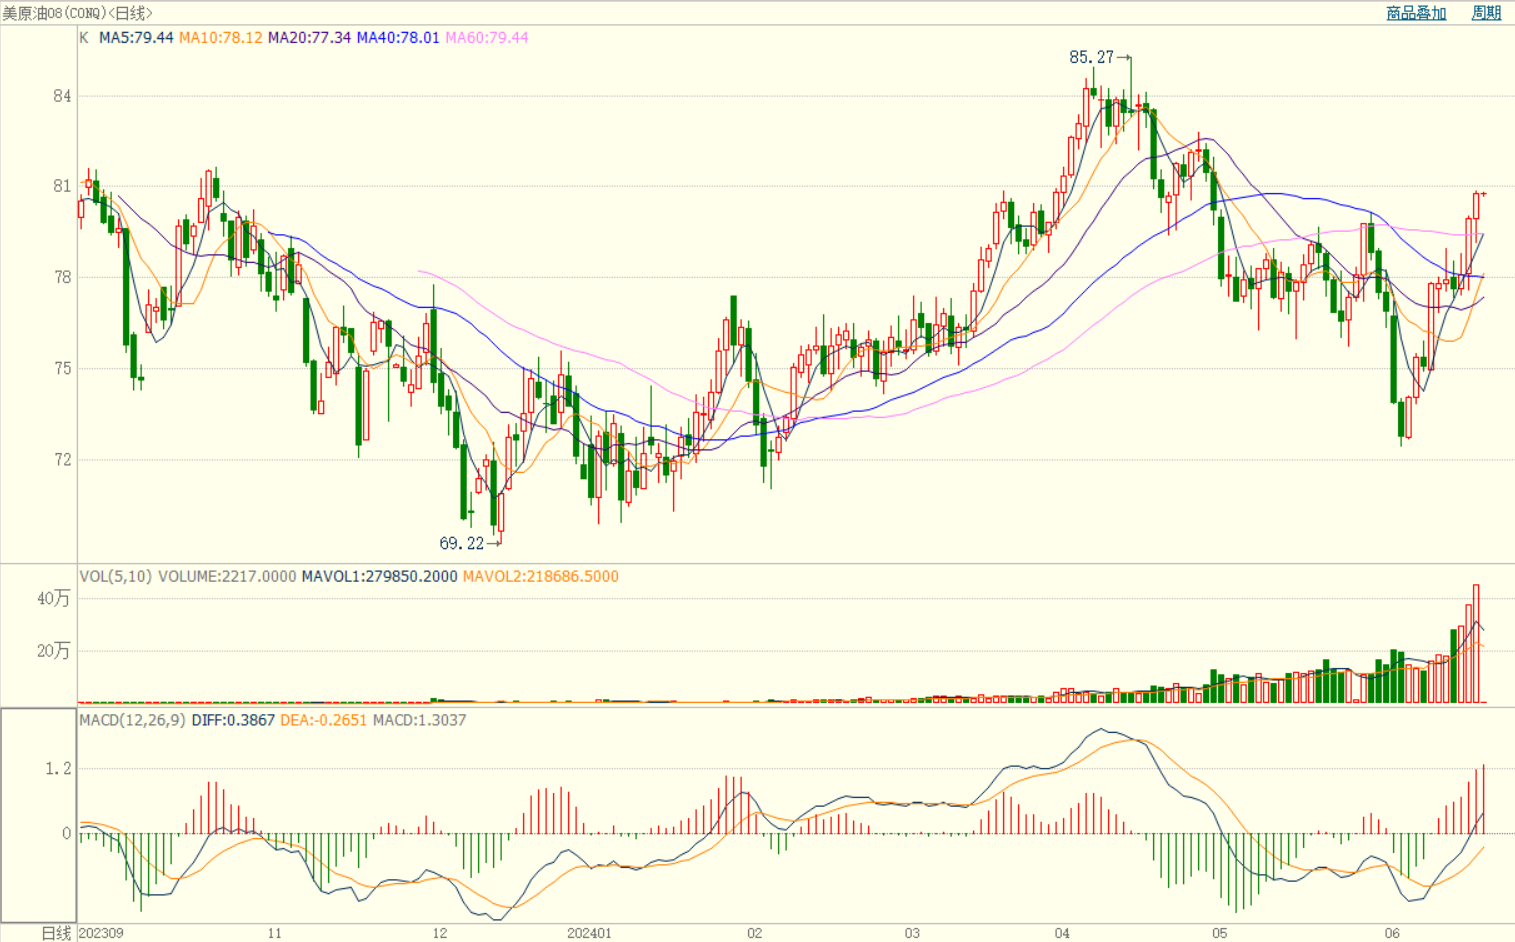 美原油08(CONQ)<日线> 商品叠加 周期
K MA5:79.44 MA10:78.12 MA20:77.34 MA40:78.01 MA60:79.44
85.27
84
81
78
75
72
69.22
VOL(5,10) VOLUME:2217.0000 MAVOL1:279850.2000 MAVOL2:218686.5000
40万
20万
MACD(12,26,9) DIFF:0.3867 DEA:-0.2651 MACD:1.3037
1.2
0
日线 202309 11 12 202401 02 03 04 05 06